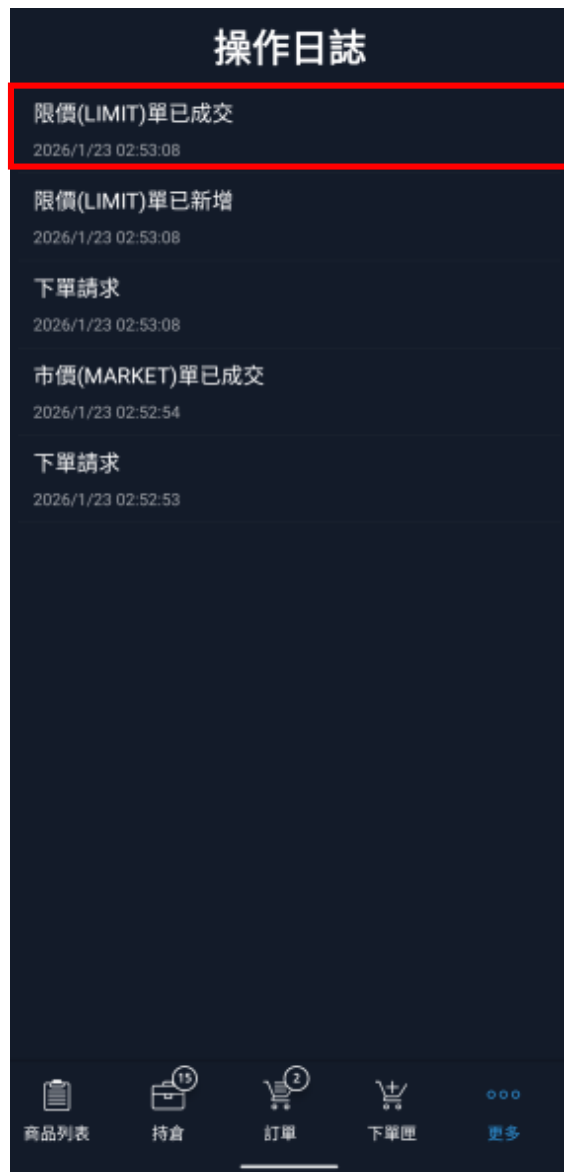 操作日誌
限價(LIMIT)單已成交
2026/1/23 02:53:08
限價(LIMIT)單已新增
2026/1/23 02:53:08
下單請求
2026/1/23 02:53:08
市價(MARKET)單已成交
2026/1/23 02:52:54
下單請求
2026/1/23 02:52:53
15 2
商品列表 持倉 訂單 下單匣 更多